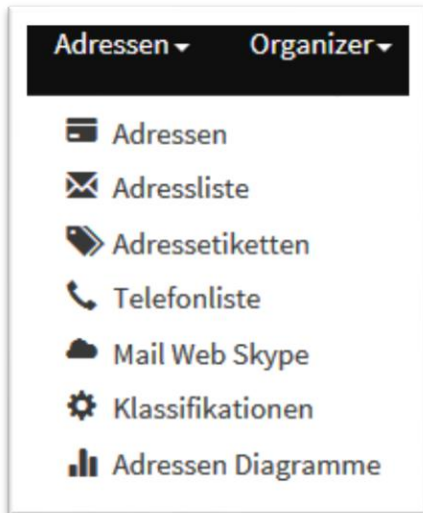 Adressen Organizer
Adressen
Adressliste
Adressetiketten
Telefonliste
Mail Web Skype
Klassifikationen
Adressen Diagramme